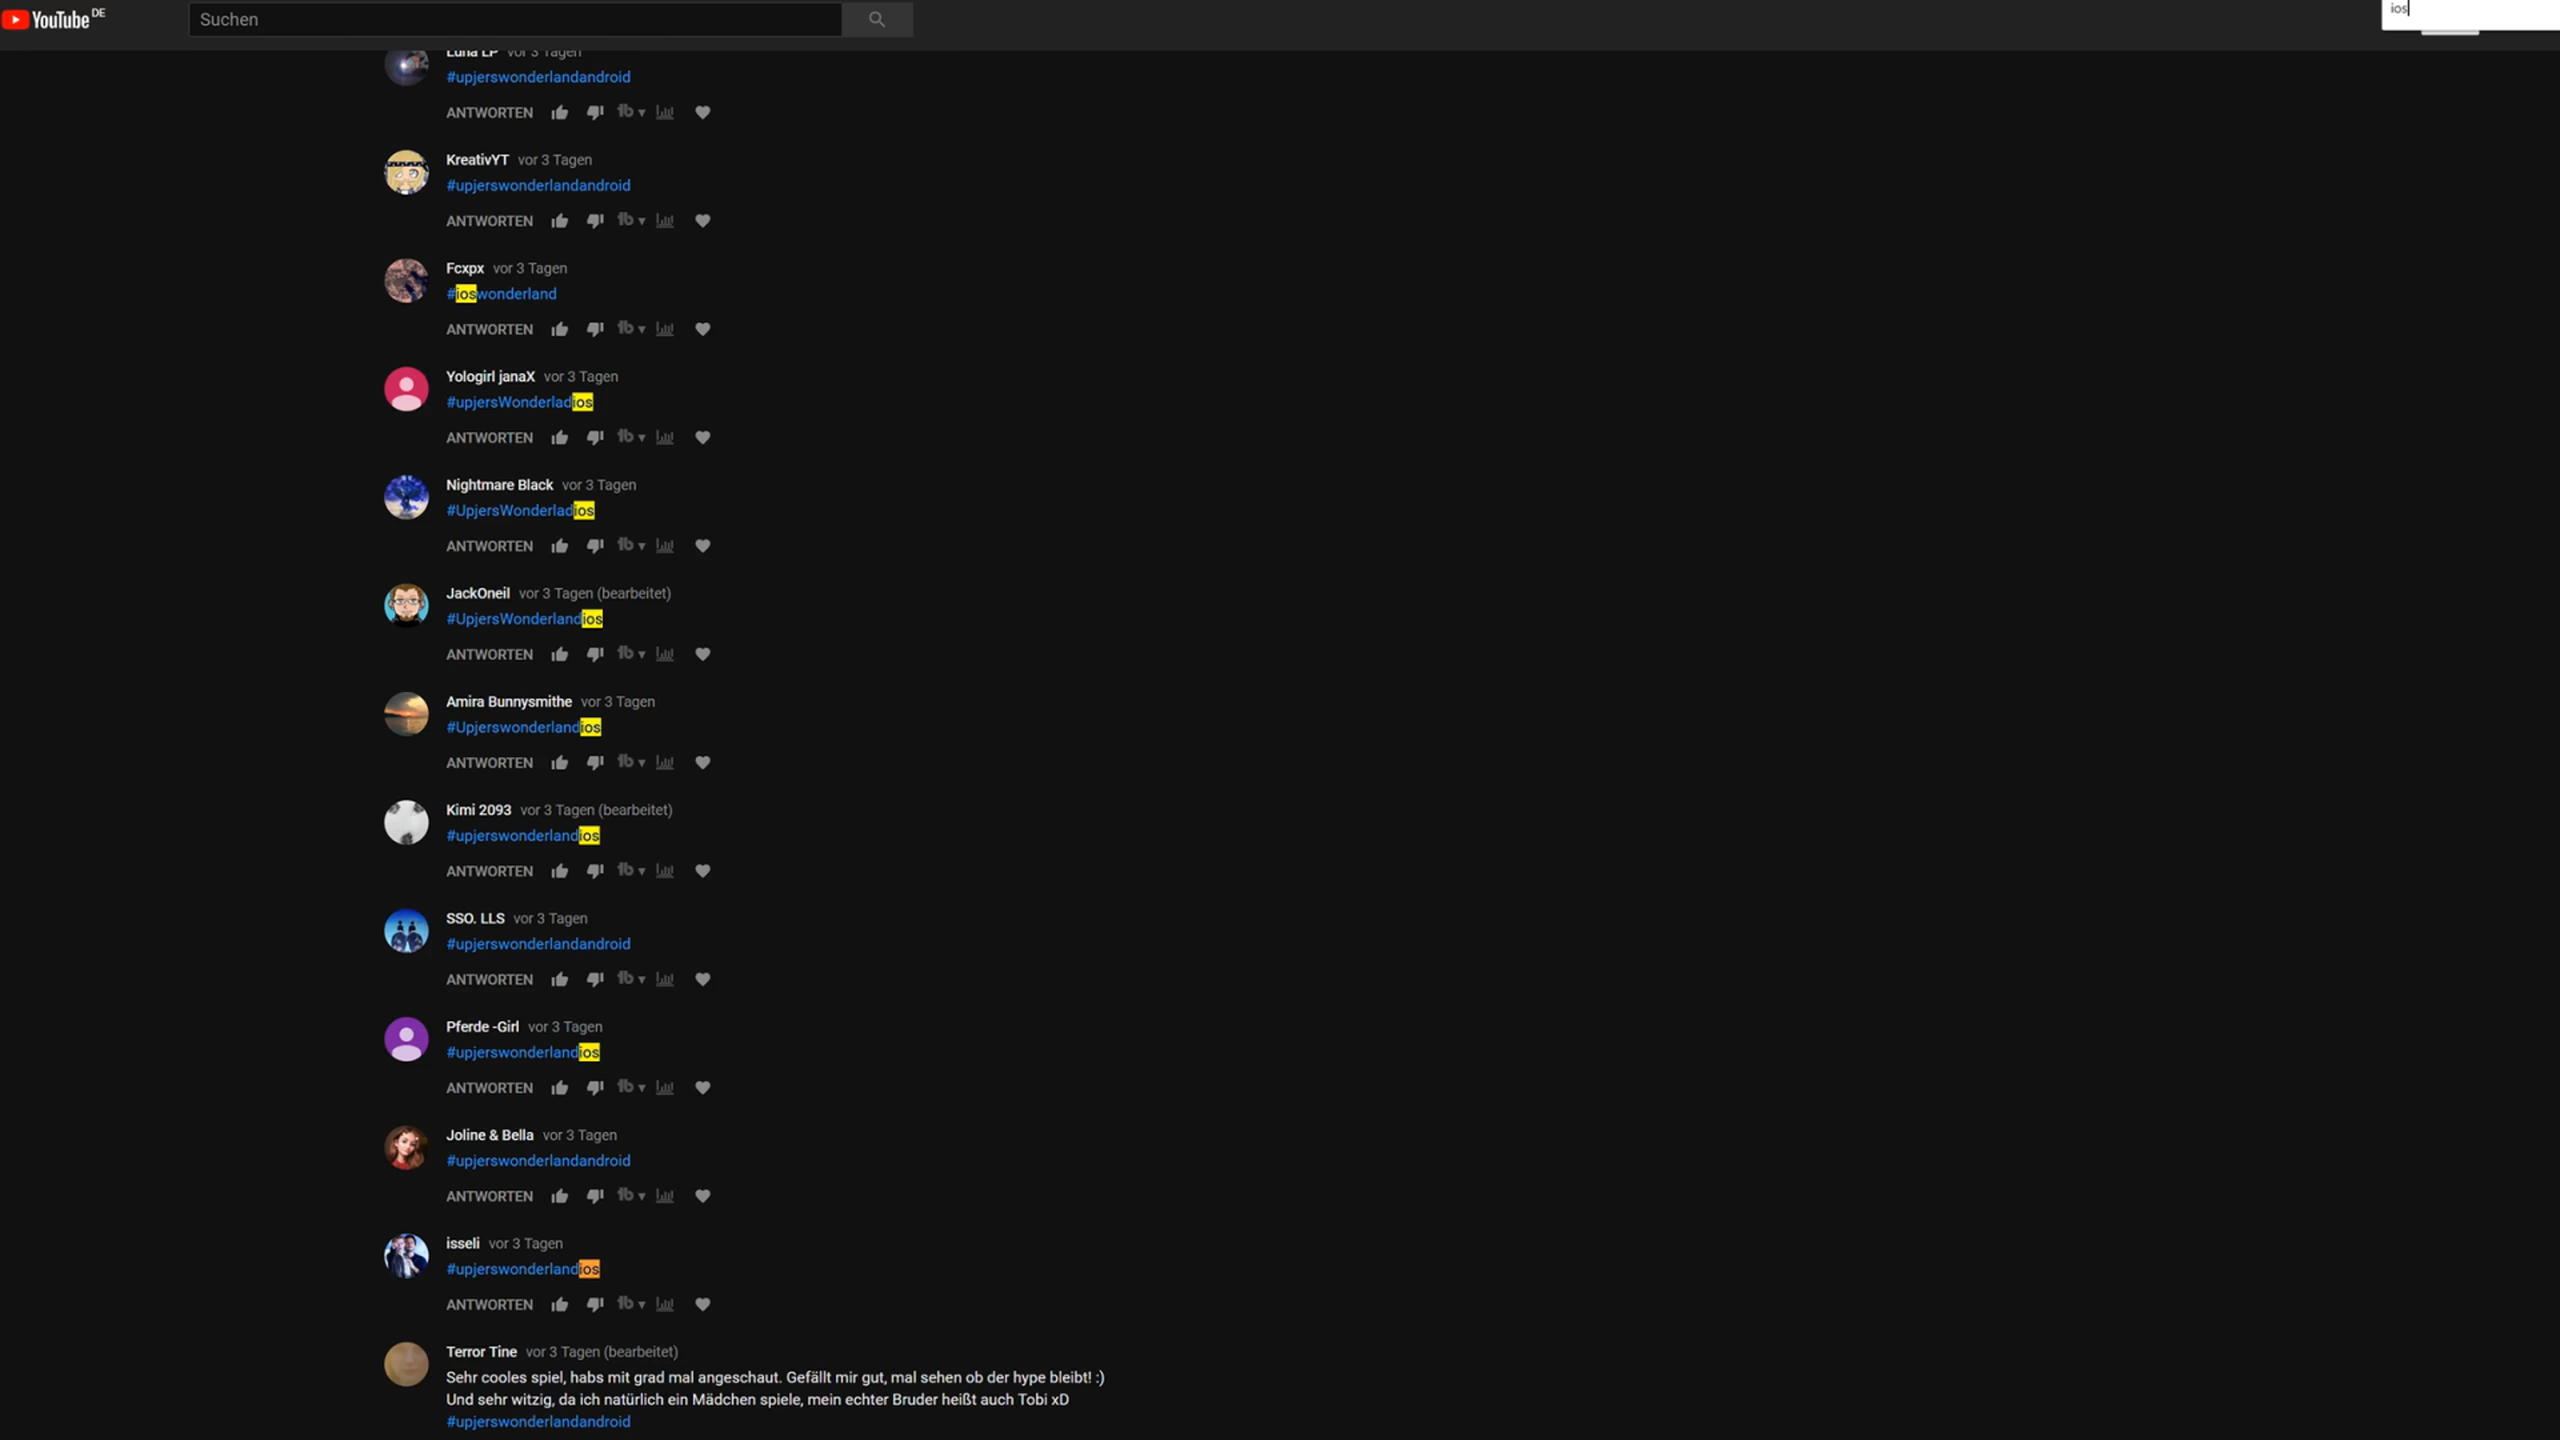 YouTube DE
Suchen
ios
Luna LP vor 3 Tagen
#upjerswonderlandandroid
ANTWORTEN
KreativYT vor 3 Tagen
#upjerswonderlandandroid
ANTWORTEN
Fcxpx vor 3 Tagen
#ioswonderland
ANTWORTEN
Yologirl janaX vor 3 Tagen
#upjersWonderladios
ANTWORTEN
Nightmare Black vor 3 Tagen
#UpjersWonderladios
ANTWORTEN
JackOneil vor 3 Tagen (bearbeitet)
#UpjersWonderlandios
ANTWORTEN
Amira Bunnysmithe vor 3 Tagen
#Upjerswonderlandios
ANTWORTEN
Kimi 2093 vor 3 Tagen (bearbeitet)
#upjerswonderlandios
ANTWORTEN
SSO. LLS vor 3 Tagen
#upjerswonderlandandroid
ANTWORTEN
Pferde -Girl vor 3 Tagen
#upjerswonderlandios
ANTWORTEN
Joline & Bella vor 3 Tagen
#upjerswonderlandandroid
ANTWORTEN
isseli vor 3 Tagen
#upjerswonderlandios
ANTWORTEN
Terror Tine vor 3 Tagen (bearbeitet)
Sehr cooles spiel, habs mit grad mal angeschaut. Gefällt mir gut, mal sehen ob der hype bleibt! :)
Und sehr witzig, da ich natürlich ein Mädchen spiele, mein echter Bruder heißt auch Tobi xD
#upjerswonderlandandroid